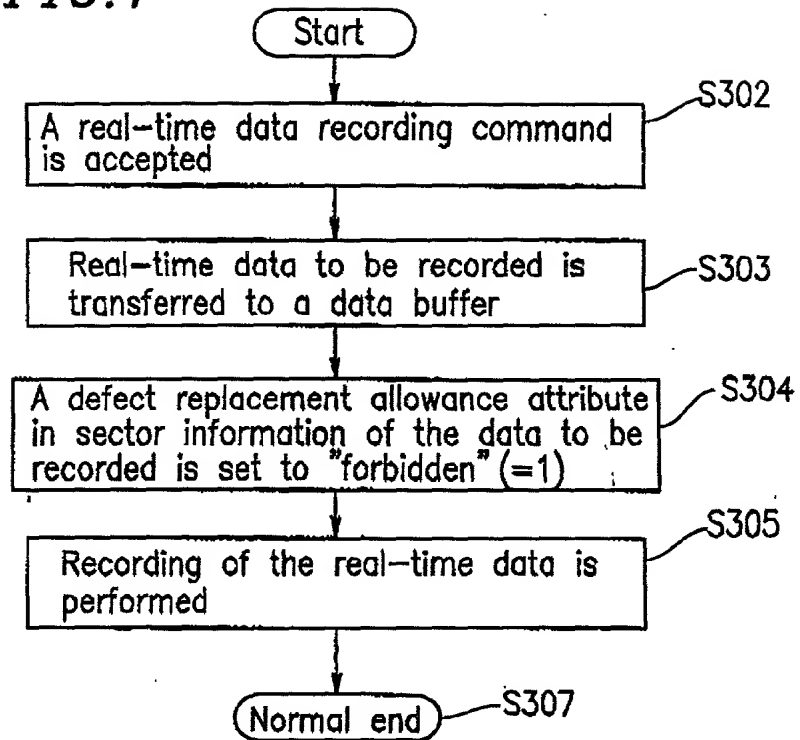 FIG. 7
Start
S302
A real-time data recording command
is accepted
S303
Real-time data to be recorded is
transferred to a data buffer
S304
A defect replacement allowance attribute
in sector information of the data to be
recorded is set to "forbidden" (=1)
S305
Recording of the real-time data is
performed
Normal end
S307